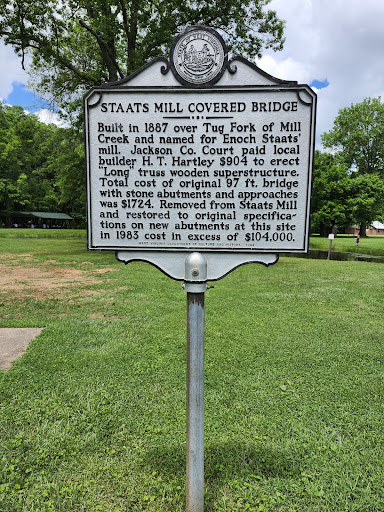 STAATS MILL COVERED BRIDGE
Built in 1887 over Tug Fork of Mill
Creek and named for Enoch Staats'
mill. Jackson Co. Court paid local
builder H. T. Hartley $904 to erect
"Long" truss wooden superstructure.
Total cost of original 97 ft. bridge
with stone abutments and approaches
was $1724. Removed from Staats Mill
and restored to original specifica-
tions on new abutments at this site
in 1983 cost in excess of $104,000.